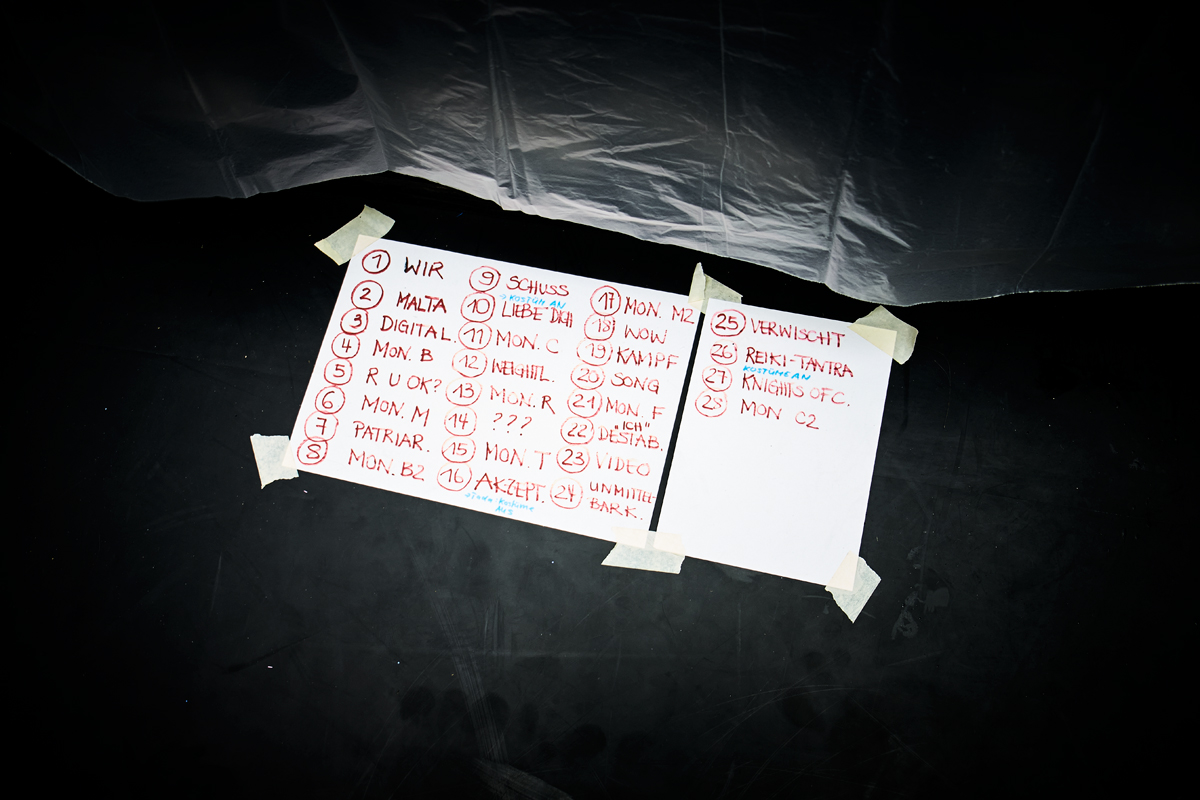 1 WIR
2 MALTA
3 DIGITAL.
4 MON. B
5 R U OK?
6 MON. M
7 PATRIAR.
8 MON. B2
9 SCHUSS
→ KOSTÜM AN
10 LIEBE DICH
11 MON. C
12
13 MON. R
14 ???
15 MON. T
16 AKZEPT.
KOSTÜME
AUS
17 MON. M2
18 WOW
19 KAMPF
20 SONG
21 MON. F
22 "ICH"
DESTAB.
23 VIDEO
24 UNMITTEL-
BARK.
25 VERWISCHT
26 REIKI-TANTRA
KOSTÜME AN
27 KNIGHTS OF C.
28 MON C2